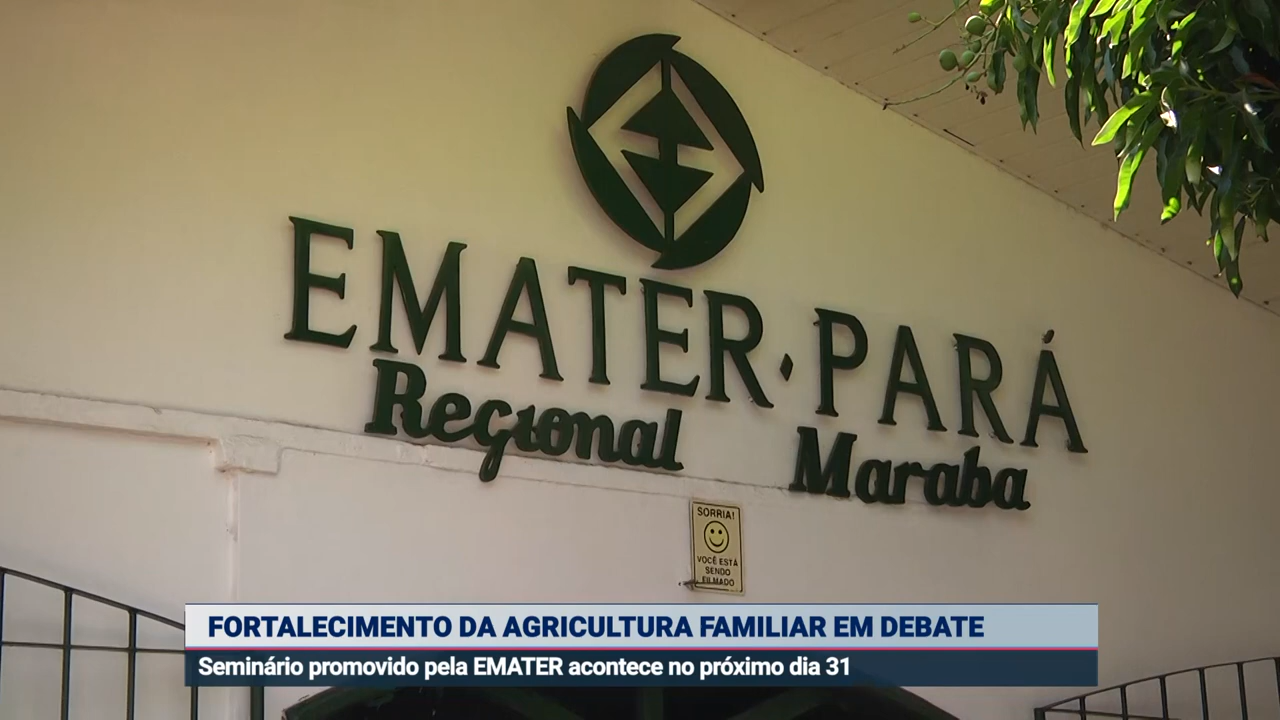 EMATER·PARÁ
Regional Maraba
SORRIA!
VOCÊ ESTÁ
SENDO
FILMADO
FORTALECIMENTO DA AGRICULTURA FAMILIAR EM DEBATE
Seminário promovido pela EMATER acontece no próximo dia 31